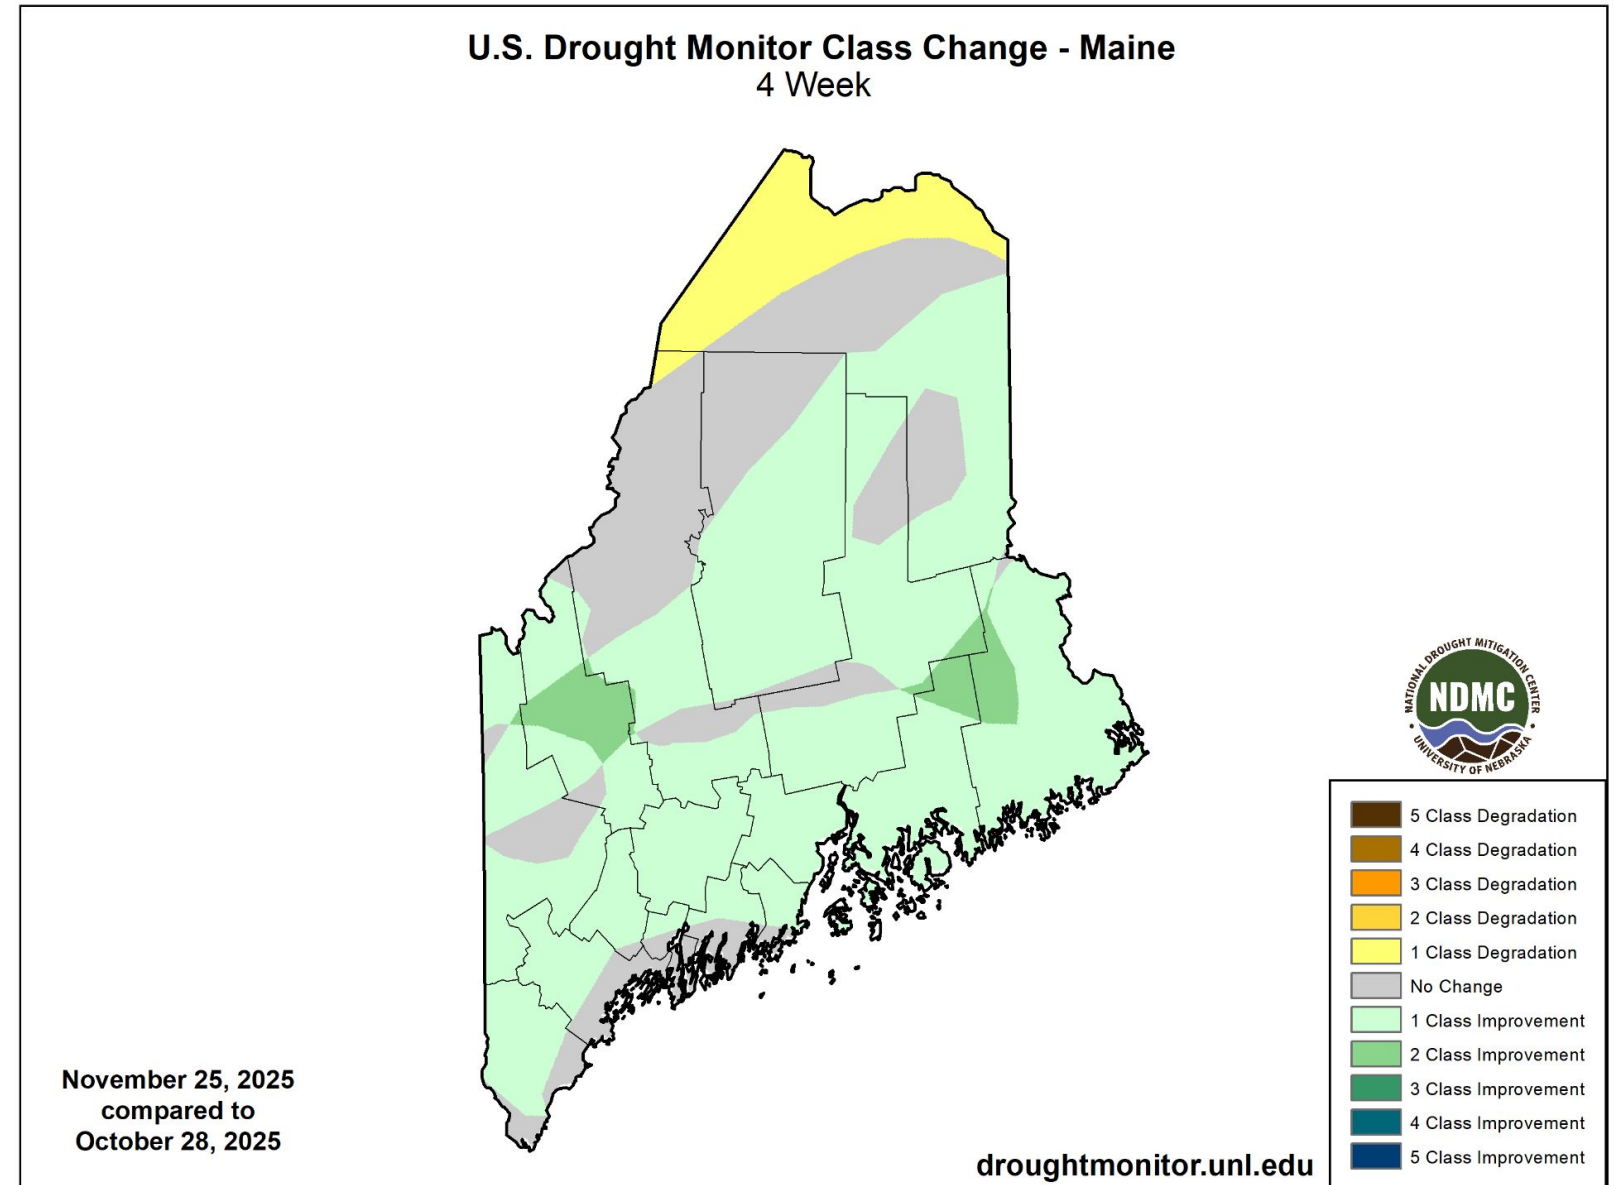 U.S. Drought Monitor Class Change - Maine
4 Week
NATIONAL DROUGHT MITIGATION CENTER
NDMC
UNIVERSITY OF NEBRASKA
5 Class Degradation
4 Class Degradation
3 Class Degradation
2 Class Degradation
1 Class Degradation
No Change
1 Class Improvement
2 Class Improvement
3 Class Improvement
4 Class Improvement
5 Class Improvement
November 25, 2025
compared to
October 28, 2025
droughtmonitor.unl.edu